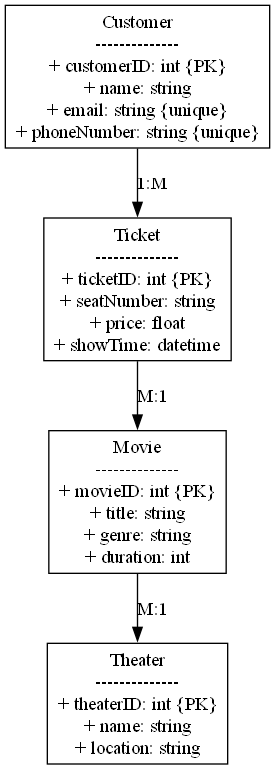 Customer
---------------
+ customerID: int {PK}
+ name: string
+ email: string {unique}
+ phoneNumber: string {unique}
1:M
Ticket
---------------
+ ticketID: int {PK}
+ seatNumber: string
+ price: float
+ showTime: datetime
M:1
Movie
---------------
+ movieID: int {PK}
+ title: string
+ genre: string
+ duration: int
M:1
Theater
---------------
+ theaterID: int {PK}
+ name: string
+ location: string